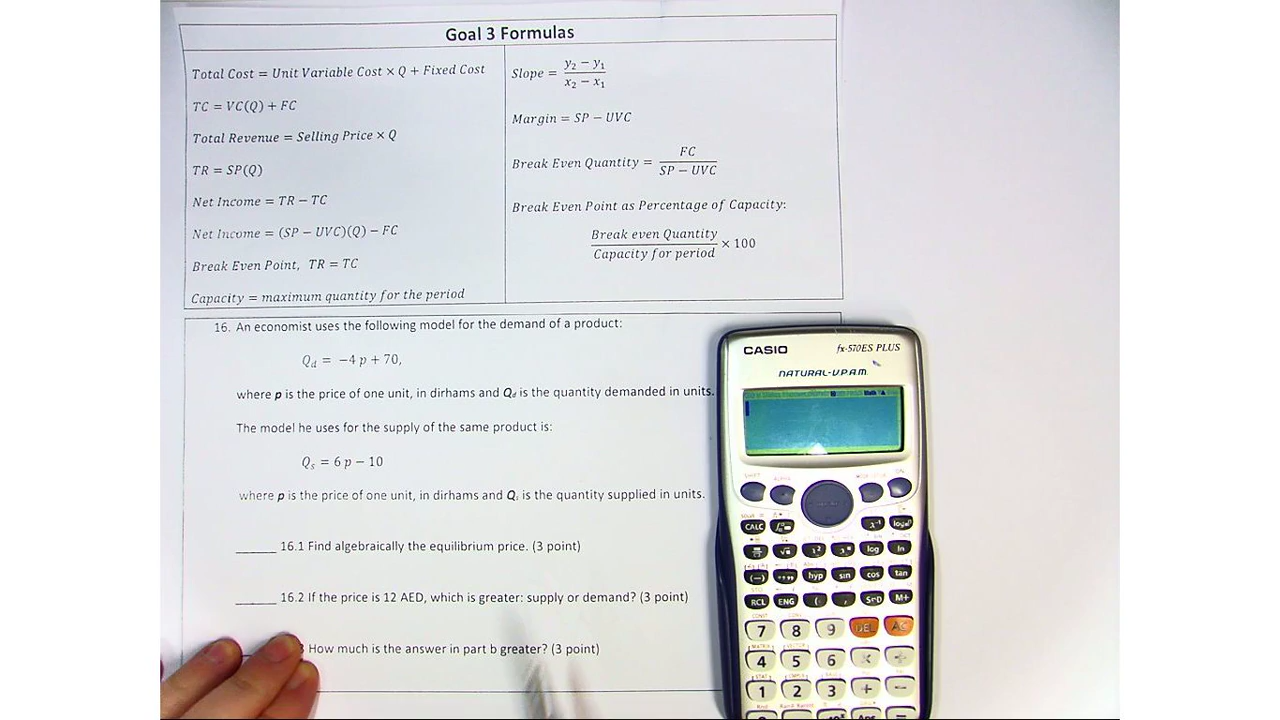 Goal 3 Formulas
Total Cost = Unit Variable Cost × Q + Fixed Cost
TC = VC(Q) + FC
Total Revenue = Selling Price × Q
TR = SP(Q)
Net Income = TR − TC
Net Income = (SP − UVC)(Q) − FC
Break Even Point, TR = TC
Capacity = maximum quantity for the period
Slope = y₂ − y₁ / x₂ − x₁
Margin = SP − UVC
Break Even Quantity = FC / SP − UVC
Break Even Point as Percentage of Capacity:
Break even Quantity / Capacity for period × 100
16. An economist uses the following model for the demand of a product:
Q_d = −4p + 70,
where p is the price of one unit, in dirhams and Q_d is the quantity demanded in units.
The model he uses for the supply of the same product is:
Q_s = 6p − 10
where p is the price of one unit, in dirhams and Q_s is the quantity supplied in units.
______ 16.1 Find algebraically the equilibrium price. (3 point)
______ 16.2 If the price is 12 AED, which is greater: supply or demand? (3 point)
How much is the answer in part b greater? (3 point)
CASIO fx-570ES PLUS
NATURAL-V.P.A.M.
SHIFT ALPHA ON
CALC x⁻¹
log ln
(−) hyp sin cos tan
RCL ENG ( , S⇔D M+
7 8 9 DEL AC
4 5 6 × ÷
1 2 3 + −
Ans =